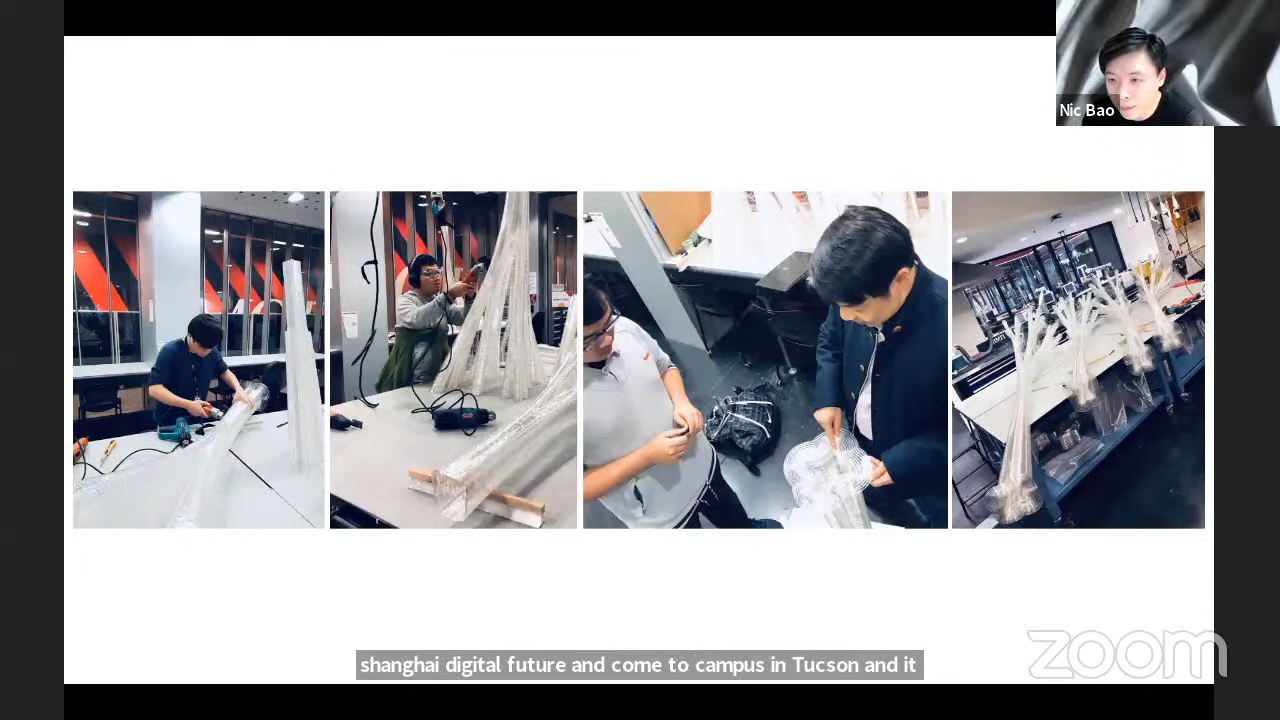 Nic Bao
shanghai digital future and come to campus in Tucson and it
zoom